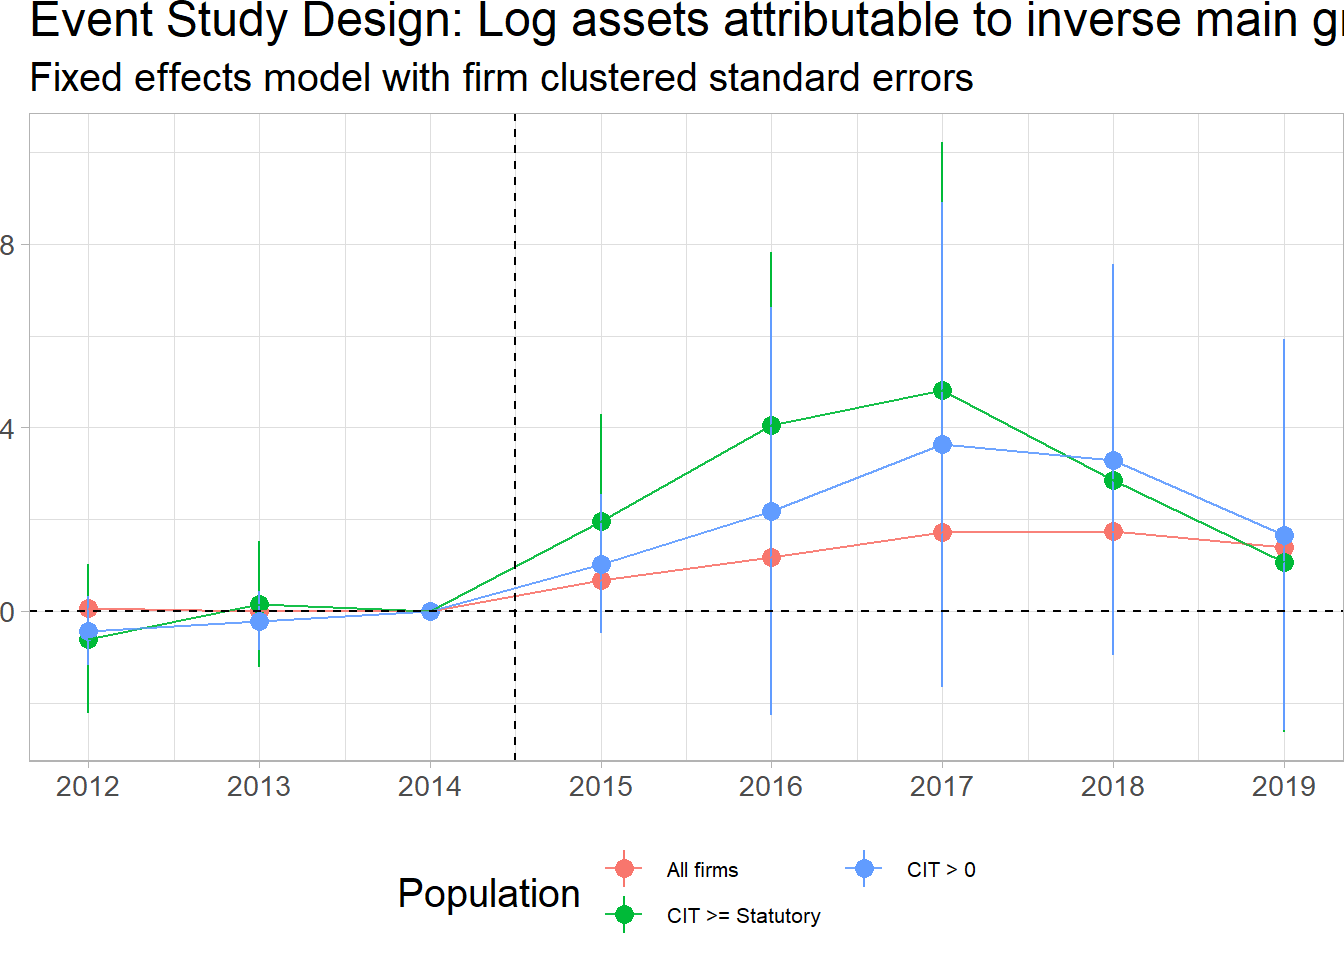 Event Study Design: Log assets attributable to inverse main
Fixed effects model with firm clustered standard errors
8
4
0
2012 2013 2014 2015 2016 2017 2018 2019
Population
All firms
CIT > 0
CIT >= Statutory